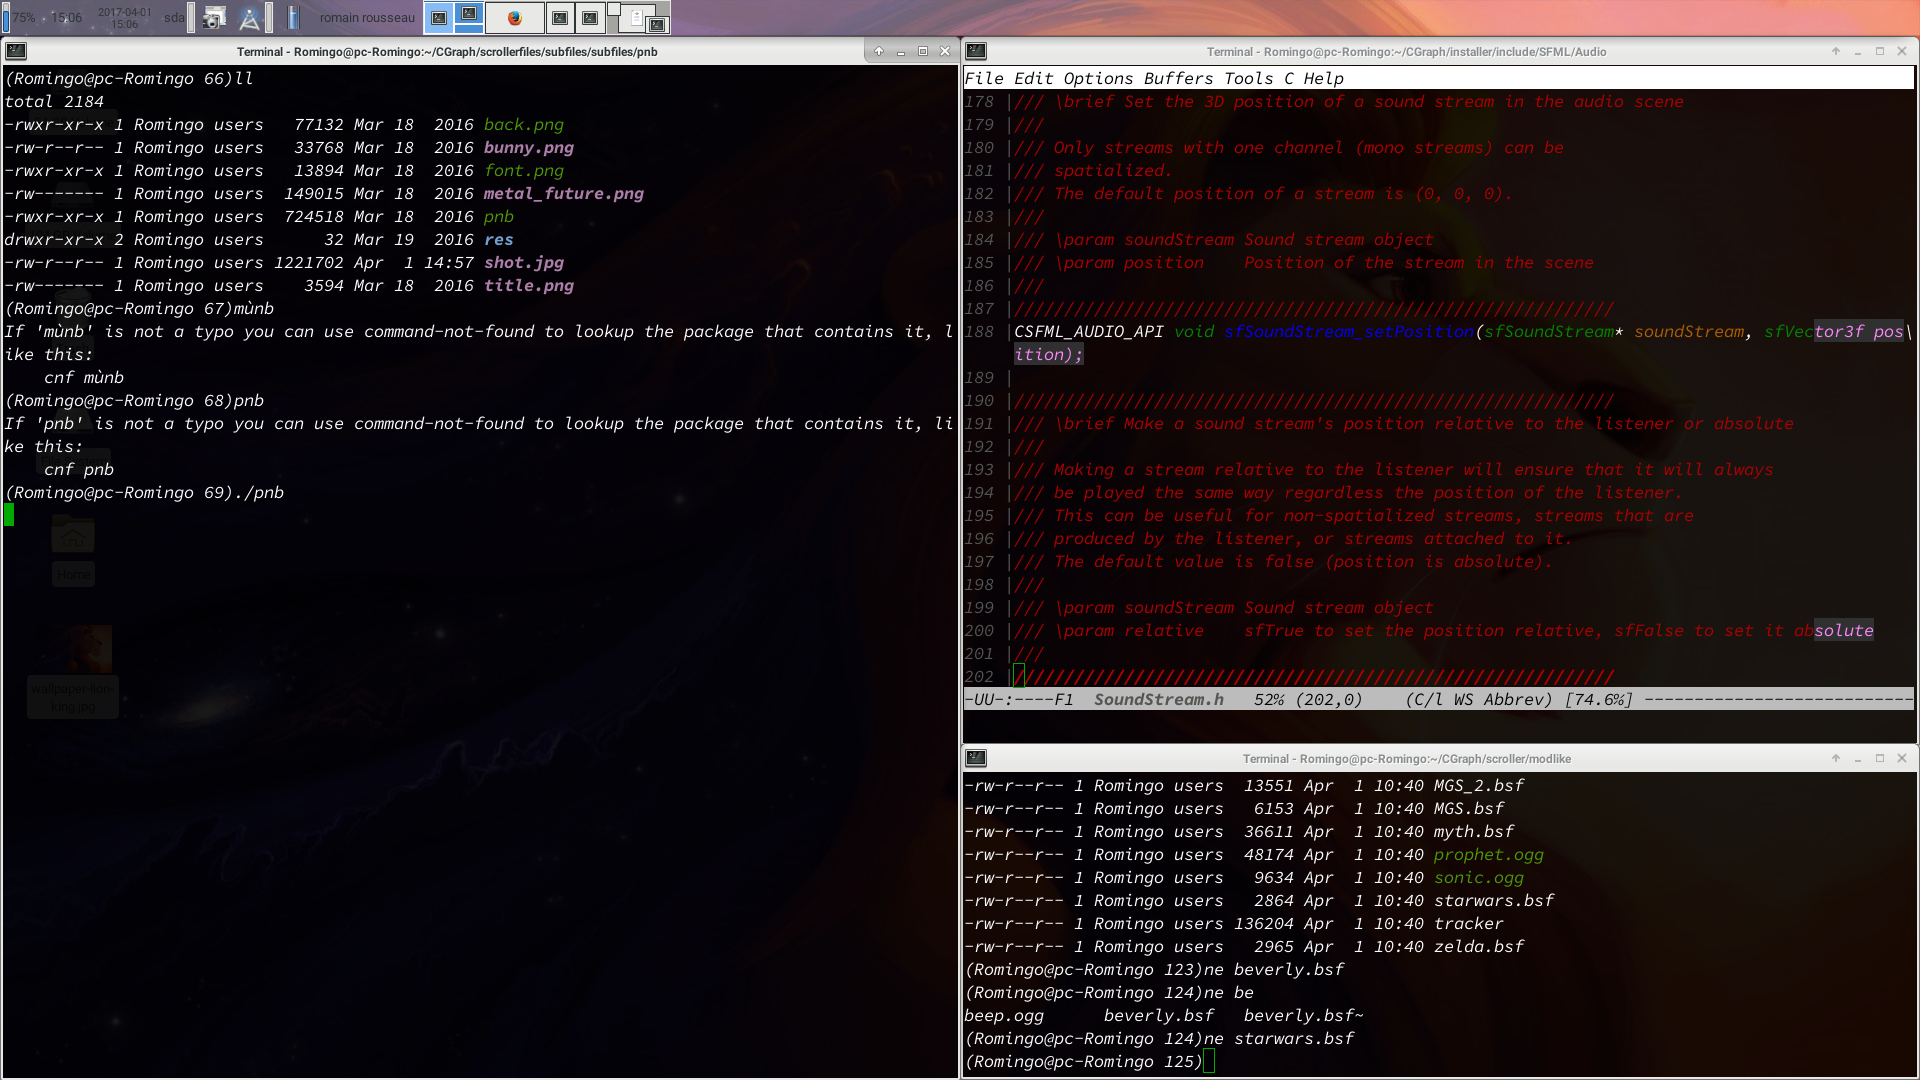 75% 15:06 2017-04-01 15:06 sda romain rousseau
Terminal - Romingo@pc-Romingo:~/CGraph/scrollerfiles/subfiles/subfiles/pnb
(Romingo@pc-Romingo 66)ll
total 2184
-rwxr-xr-x 1 Romingo users   77132 Mar 18  2016 back.png
-rw-r--r-- 1 Romingo users   33768 Mar 18  2016 bunny.png
-rwxr-xr-x 1 Romingo users   13894 Mar 18  2016 font.png
-rw------- 1 Romingo users  149015 Mar 18  2016 metal_future.png
-rwxr-xr-x 1 Romingo users  724518 Mar 18  2016 pnb
drwxr-xr-x 2 Romingo users      32 Mar 19  2016 res
-rw-r--r-- 1 Romingo users 1221702 Apr  1 14:57 shot.jpg
-rw------- 1 Romingo users    3594 Mar 18  2016 title.png
(Romingo@pc-Romingo 67)mùnb
If 'mùnb' is not a typo you can use command-not-found to lookup the package that contains it, l
ike this:
    cnf mùnb
(Romingo@pc-Romingo 68)pnb
If 'pnb' is not a typo you can use command-not-found to lookup the package that contains it, li
ke this:
    cnf pnb
(Romingo@pc-Romingo 69)./pnb
Home
wallpaper-lion-
king.jpg
Terminal - Romingo@pc-Romingo:~/CGraph/installer/include/SFML/Audio
File Edit Options Buffers Tools C Help
178 |/// \brief Set the 3D position of a sound stream in the audio scene
179 |///
180 |/// Only streams with one channel (mono streams) can be
181 |/// spatialized.
182 |/// The default position of a stream is (0, 0, 0).
183 |///
184 |/// \param soundStream Sound stream object
185 |/// \param position    Position of the stream in the scene
186 |///
187 |////////////////////////////////////////////////////////////
188 |CSFML_AUDIO_API void sfSoundStream_setPosition(sfSoundStream* soundStream, sfVector3f pos\
ition);
189 |
190 |////////////////////////////////////////////////////////////
191 |/// \brief Make a sound stream's position relative to the listener or absolute
192 |///
193 |/// Making a stream relative to the listener will ensure that it will always
194 |/// be played the same way regardless the position of the listener.
195 |/// This can be useful for non-spatialized streams, streams that are
196 |/// produced by the listener, or streams attached to it.
197 |/// The default value is false (position is absolute).
198 |///
199 |/// \param soundStream Sound stream object
200 |/// \param relative    sfTrue to set the position relative, sfFalse to set it absolute
201 |///
202 |////////////////////////////////////////////////////////////
-UU-:----F1  SoundStream.h   52% (202,0)    (C/l WS Abbrev) [74.6%] ---------------------------
Terminal - Romingo@pc-Romingo:~/CGraph/scroller/modlike
-rw-r--r-- 1 Romingo users  13551 Apr  1 10:40 MGS_2.bsf
-rw-r--r-- 1 Romingo users   6153 Apr  1 10:40 MGS.bsf
-rw-r--r-- 1 Romingo users  36611 Apr  1 10:40 myth.bsf
-rw-r--r-- 1 Romingo users  48174 Apr  1 10:40 prophet.ogg
-rw-r--r-- 1 Romingo users   9634 Apr  1 10:40 sonic.ogg
-rw-r--r-- 1 Romingo users   2864 Apr  1 10:40 starwars.bsf
-rw-r--r-- 1 Romingo users 136204 Apr  1 10:40 tracker
-rw-r--r-- 1 Romingo users   2965 Apr  1 10:40 zelda.bsf
(Romingo@pc-Romingo 123)ne beverly.bsf
(Romingo@pc-Romingo 124)ne be
beep.ogg      beverly.bsf   beverly.bsf~
(Romingo@pc-Romingo 124)ne starwars.bsf
(Romingo@pc-Romingo 125)